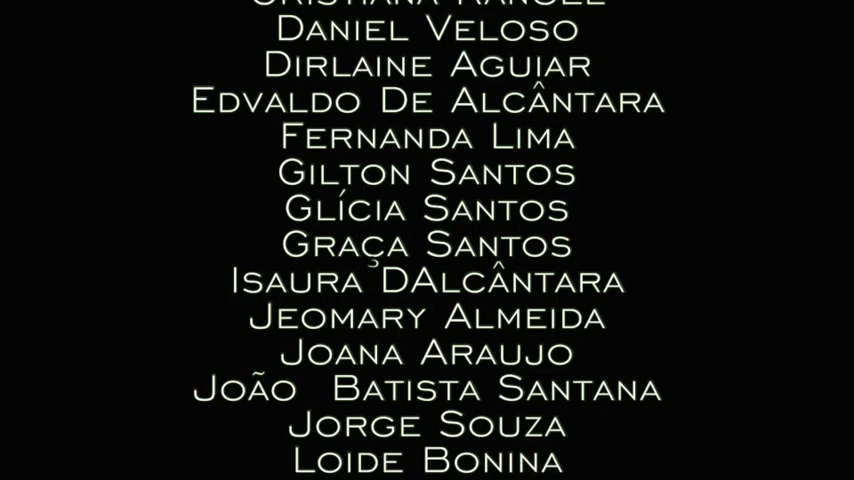 Daniel Veloso
Dirlaine Aguiar
Edvaldo De Alcântara
Fernanda Lima
Gilton Santos
Glícia Santos
Graça Santos
Isaura DAlcântara
Jeomary Almeida
Joana Araujo
João Batista Santana
Jorge Souza
Loide Bonina